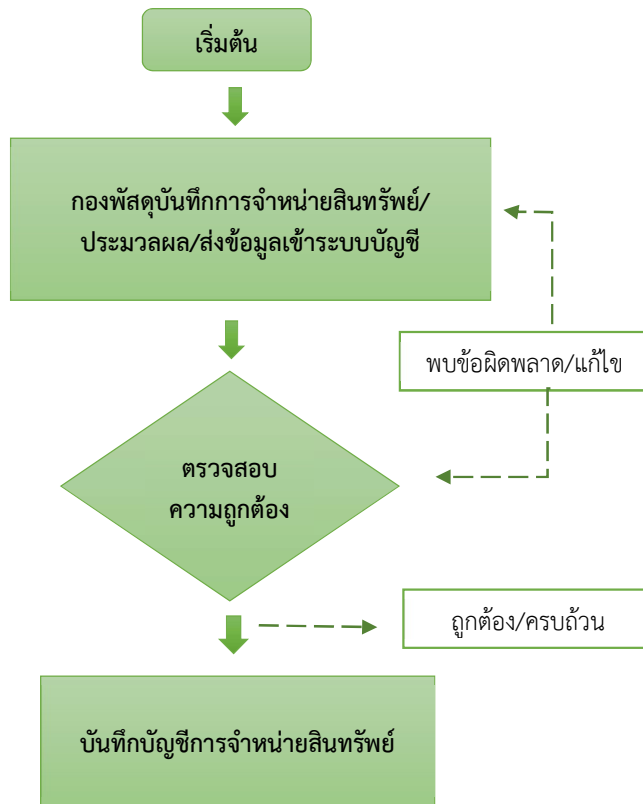 เริ่มต้น
กองพัสดุบันทึกการจำหน่ายสินทรัพย์/
ประมวลผล/ส่งข้อมูลเข้าระบบบัญชี
พบข้อผิดพลาด/แก้ไข
ตรวจสอบ
ความถูกต้อง
ถูกต้อง/ครบถ้วน
บันทึกบัญชีการจำหน่ายสินทรัพย์